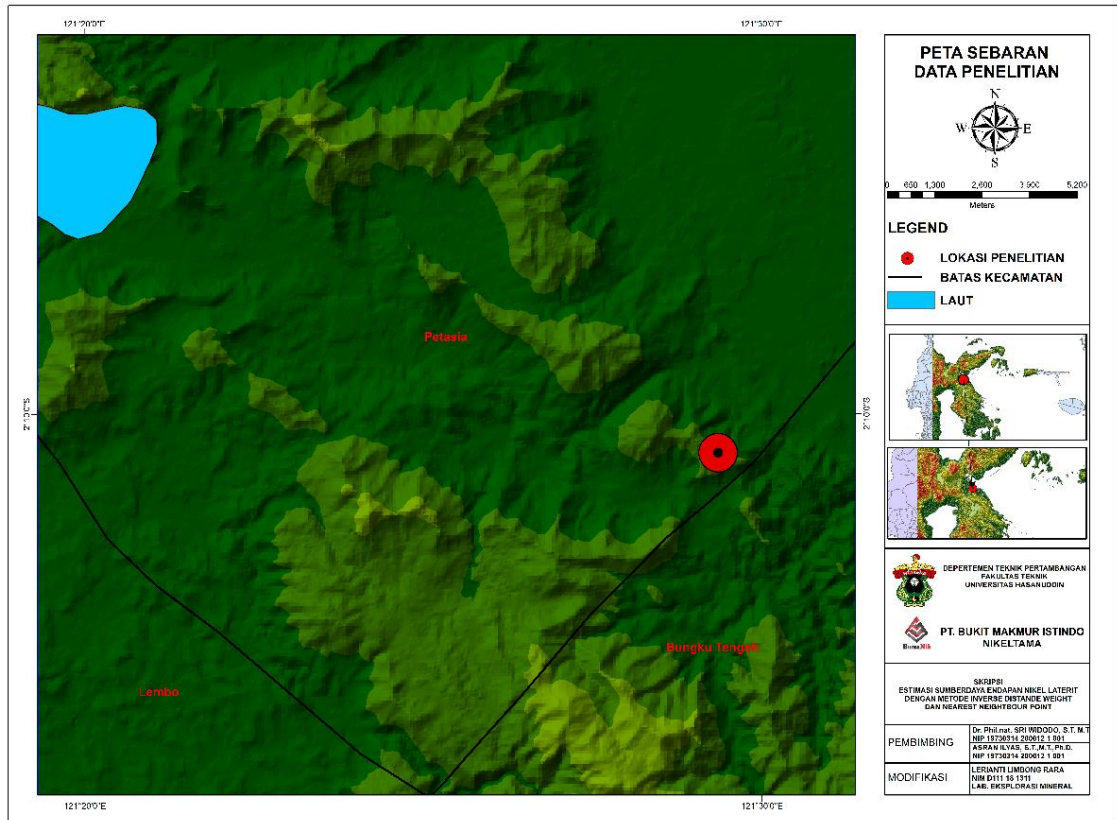 121°20'0"E
121°30'0"E
2°10'0"S
2°10'0"S
121°20'0"E
121°30'0"E
Petasia
Bungku Tengah
Lembo
PETA SEBARAN
DATA PENELITIAN
N
W E
S
0 650 1,300 2,600 3,900 5,200
Meters
LEGEND
LOKASI PENELITIAN
BATAS KECAMATAN
LAUT
DEPERTEMEN TEKNIK PERTAMBANGAN
FAKULTAS TEKNIK
UNIVERSITAS HASANUDDIN
PT. BUKIT MAKMUR ISTINDO
NIKELTAMA
BumaNik
SKRIPSI
ESTIMASI SUMBERDAYA ENDAPAN NIKEL LATERIT
DENGAN METODE INVERSE DISTANDE WEIGHT
DAN NEAREST NEIGHTBOUR POINT
PEMBIMBING
Dr. Phil.nat. SRI WIDODO, S.T. M.T
NIP 19730314 200012 1 001
ASRAN ILYAS, S.T.,M.T., Ph.D.
NIP 19730314 200012 1 001
MODIFIKASI
LERIANTI LIMBONG RARA
NIM D111 16 1311
LAB. EKSPLORASI MINERAL